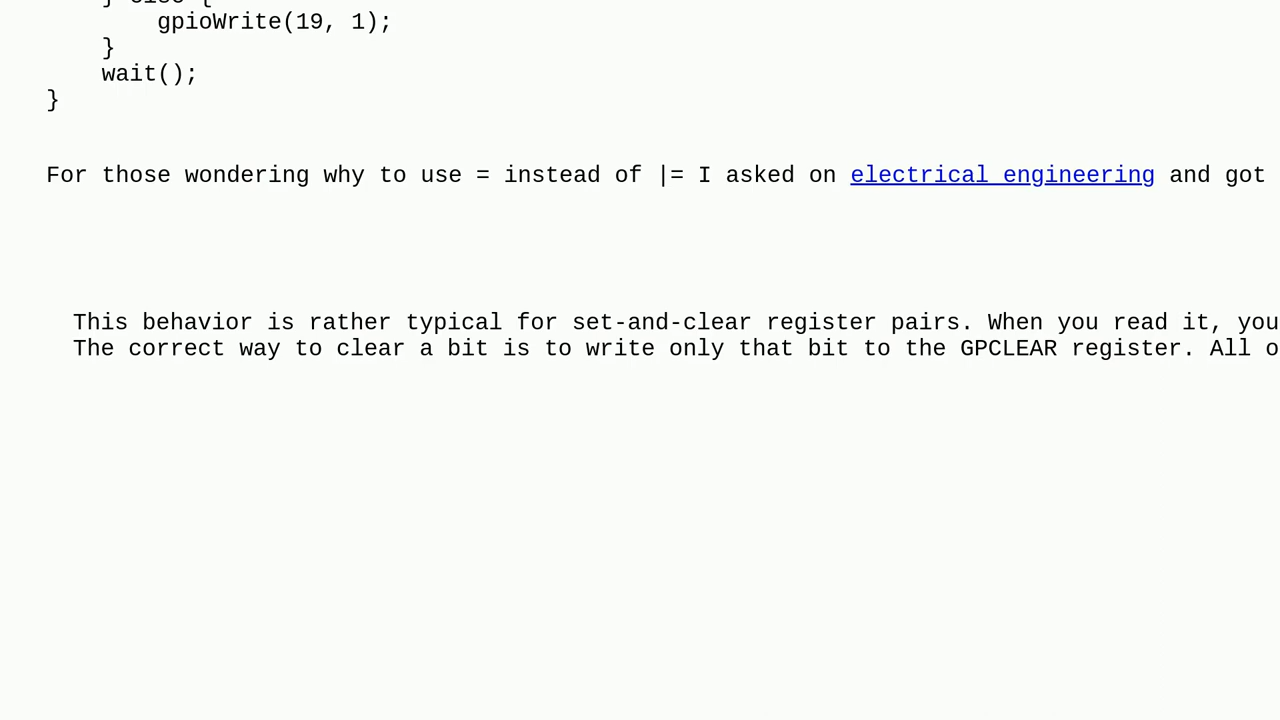 } else {
gpioWrite(19, 1);
}
wait();
}
For those wondering why to use = instead of |= I asked on electrical engineering and got
This behavior is rather typical for set-and-clear register pairs. When you read it, you
The correct way to clear a bit is to write only that bit to the GPCLEAR register. All o